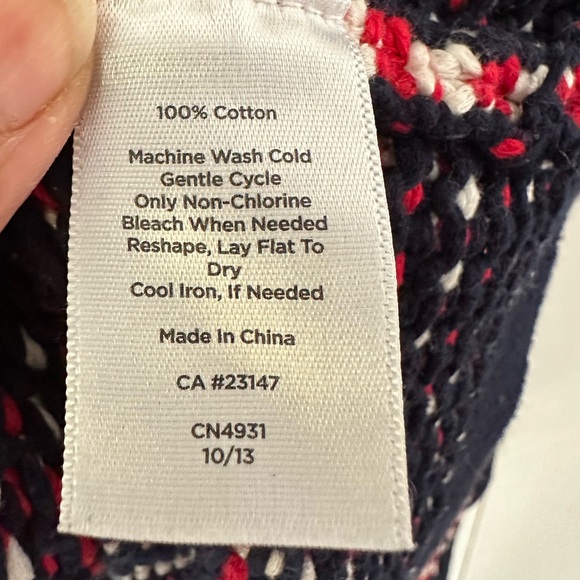 100% Cotton
Machine Wash Cold
Gentle Cycle
Only Non-Chlorine
Bleach When Needed
Reshape, Lay Flat To
Dry
Cool Iron, If Needed
Made In China
CA #23147
CN4931
10/13